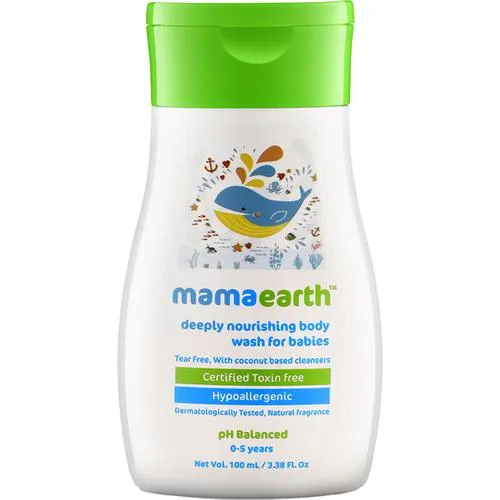 mamaearth™
deeply nourishing body
wash for babies
Tear Free, With coconut based cleansers
Certified Toxin free
Hypoallergenic
Dermatologically Tested, Natural fragrance
pH Balanced
0-5 years
Net Vol. 100 mL / 3.38 Fl. Oz